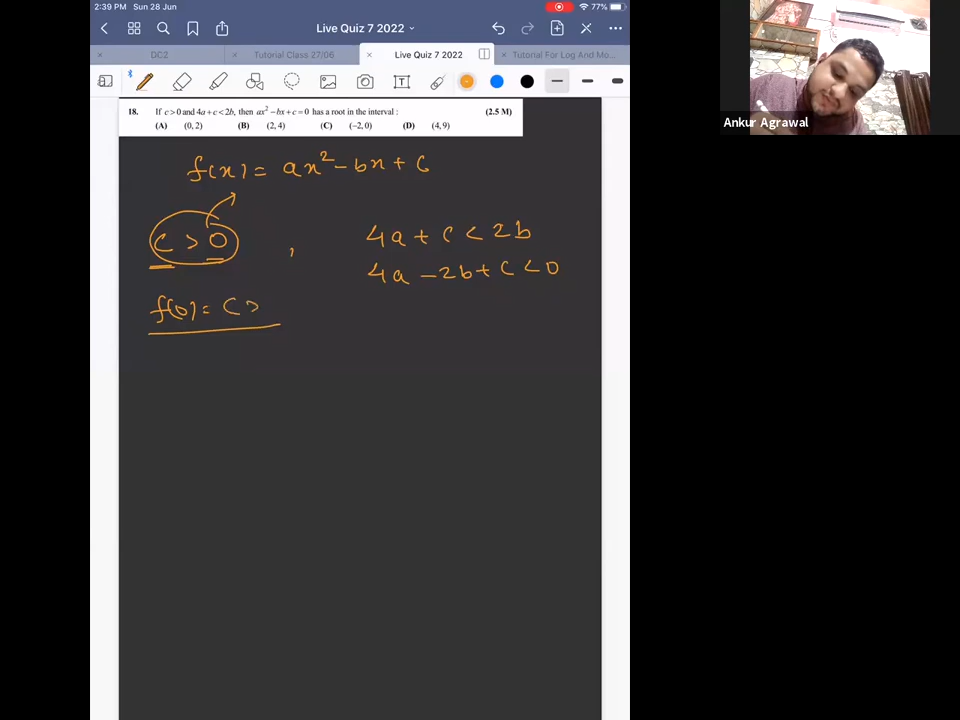 2:39 PM Sun 28 Jun
77%
Live Quiz 7 2022
DC2
Tutorial Class 27/06
Live Quiz 7 2022
Tutorial For Log And Mo...
18. If c > 0 and 4a + c < 2b, then ax² − bx + c = 0 has a root in the interval : (2.5 M)
(A) (0, 2) (B) (2, 4) (C) (−2, 0) (D) (4, 9)
f(x) = ax² − bx + c
c > 0 , 4a + c < 2b
4a − 2b + c < 0
f(0) = c >
Ankur Agrawal